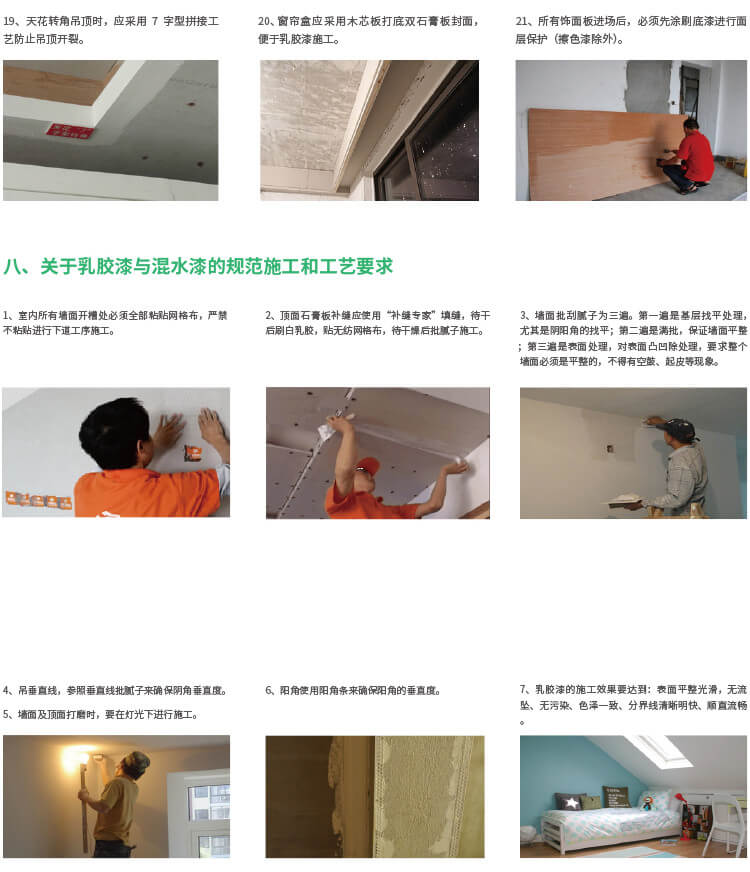 19、天花转角吊顶时，应采用 7 字型拼接工
艺防止吊顶开裂。
20、窗帘盒应采用木芯板打底双石膏板封面，
便于乳胶漆施工。
21、所有饰面板进场后，必须先涂刷底漆进行面
层保护（擦色漆除外）。
八、关于乳胶漆与混水漆的规范施工和工艺要求
1、室内所有墙面开槽处必须全部粘贴网格布，严禁
不粘贴进行下道工序施工。
2、顶面石膏板补缝应使用“补缝专家”填缝，待干
后刷白乳胶，贴无纺网格布，待干燥后批腻子施工。
3、墙面批刮腻子为三遍。第一遍是基层找平处理，
尤其是阴阳角的找平；第二遍是满批，保证墙面平整
；第三遍是表面处理，对表面凸凹除处理，要求整个
墙面必须是平整的，不得有空鼓、起皮等现象。
4、吊垂直线，参照垂直线批腻子来确保阴角垂直度。
5、墙面及顶面打磨时，要在灯光下进行施工。
6、阳角使用阳角条来确保阳角的垂直度。
7、乳胶漆的施工效果要达到：表面平整光滑，无流
坠、无污染、色泽一致、分界线清晰明快、顺直流畅
。